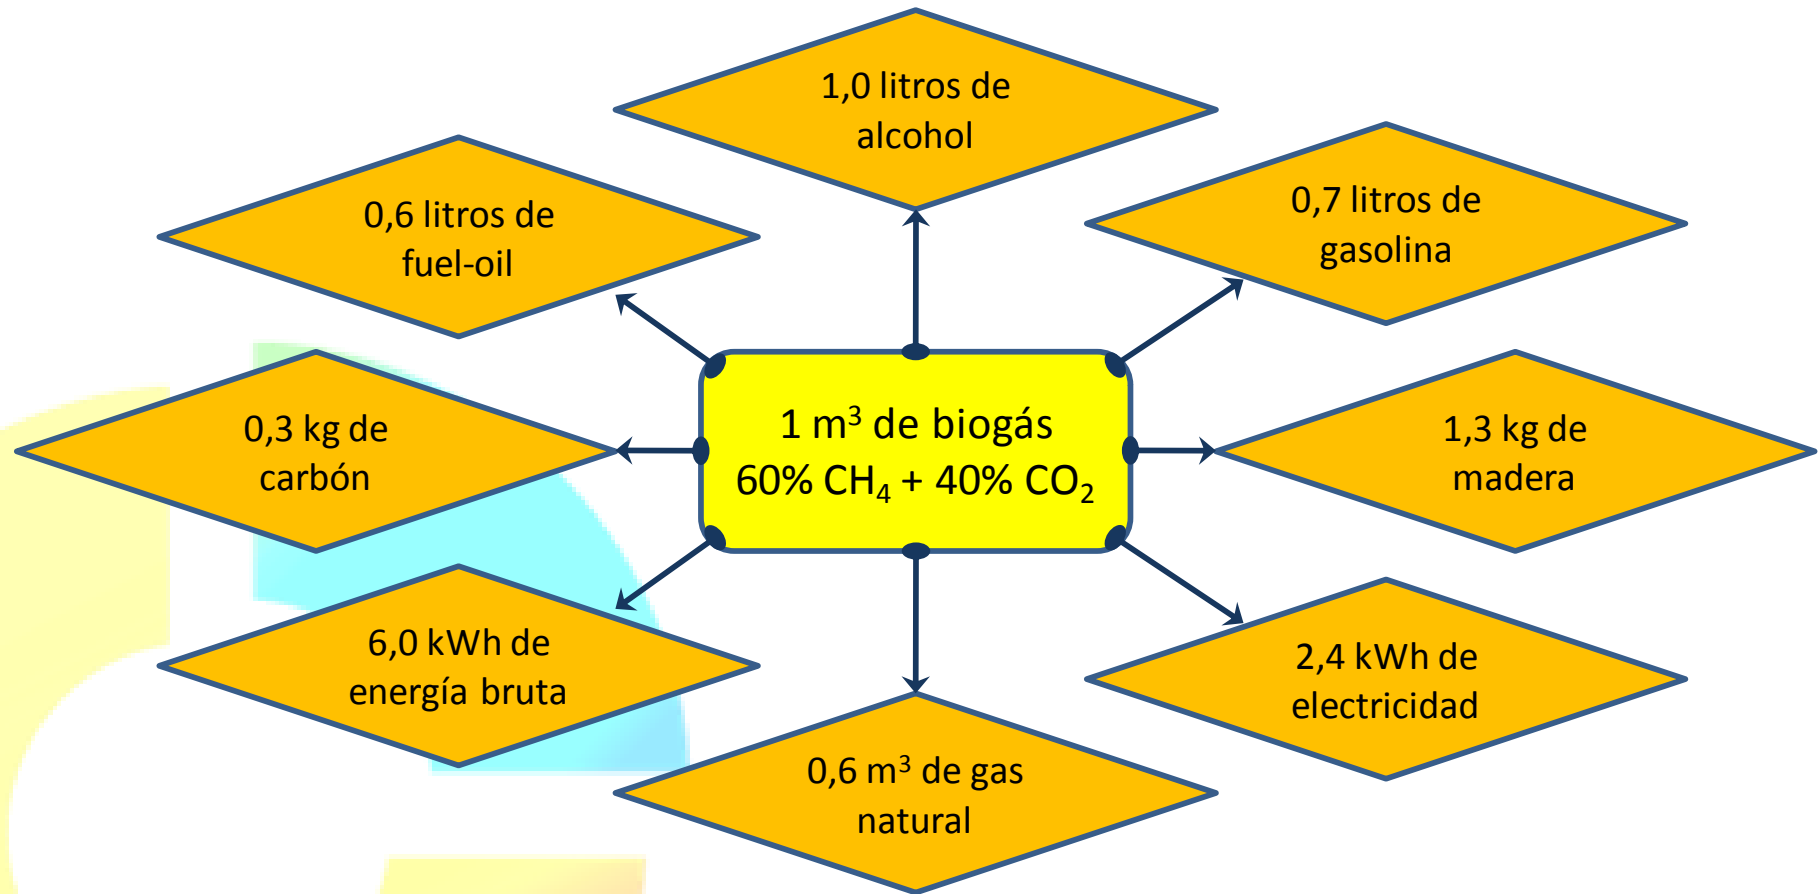 1,0 litros de
alcohol
0,6 litros de
fuel-oil
0,7 litros de
gasolina
0,3 kg de
carbón
1 m³ de biogás
60% CH₄ + 40% CO₂
1,3 kg de
madera
6,0 kWh de
energía bruta
2,4 kWh de
electricidad
0,6 m³ de gas
natural